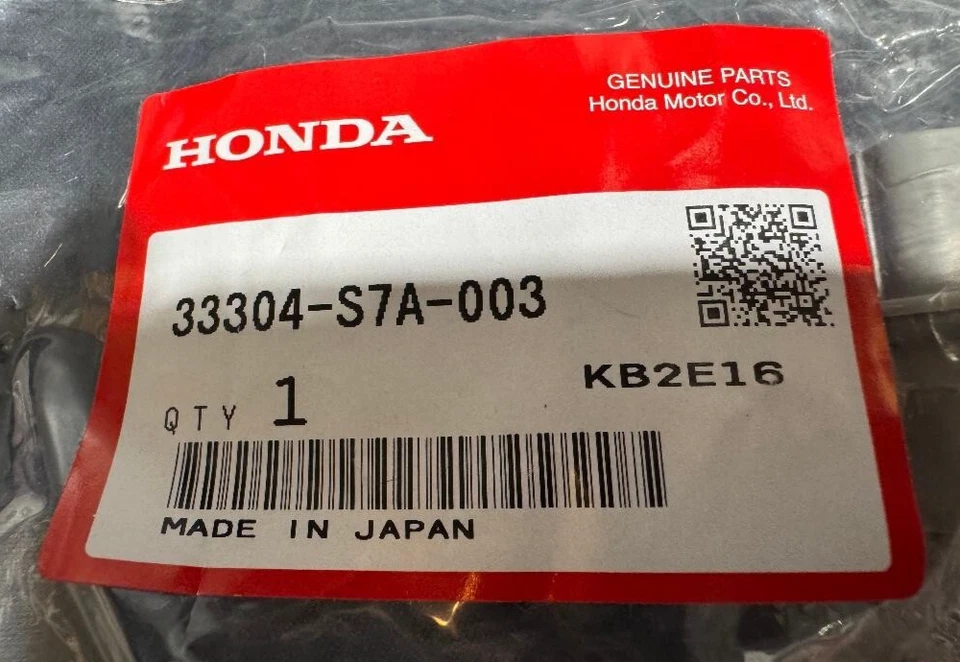 GENUINE PARTS
Honda Motor Co., Ltd.
HONDA
33304-S7A-003
KB2E16
QTY 1
MADE IN JAPAN